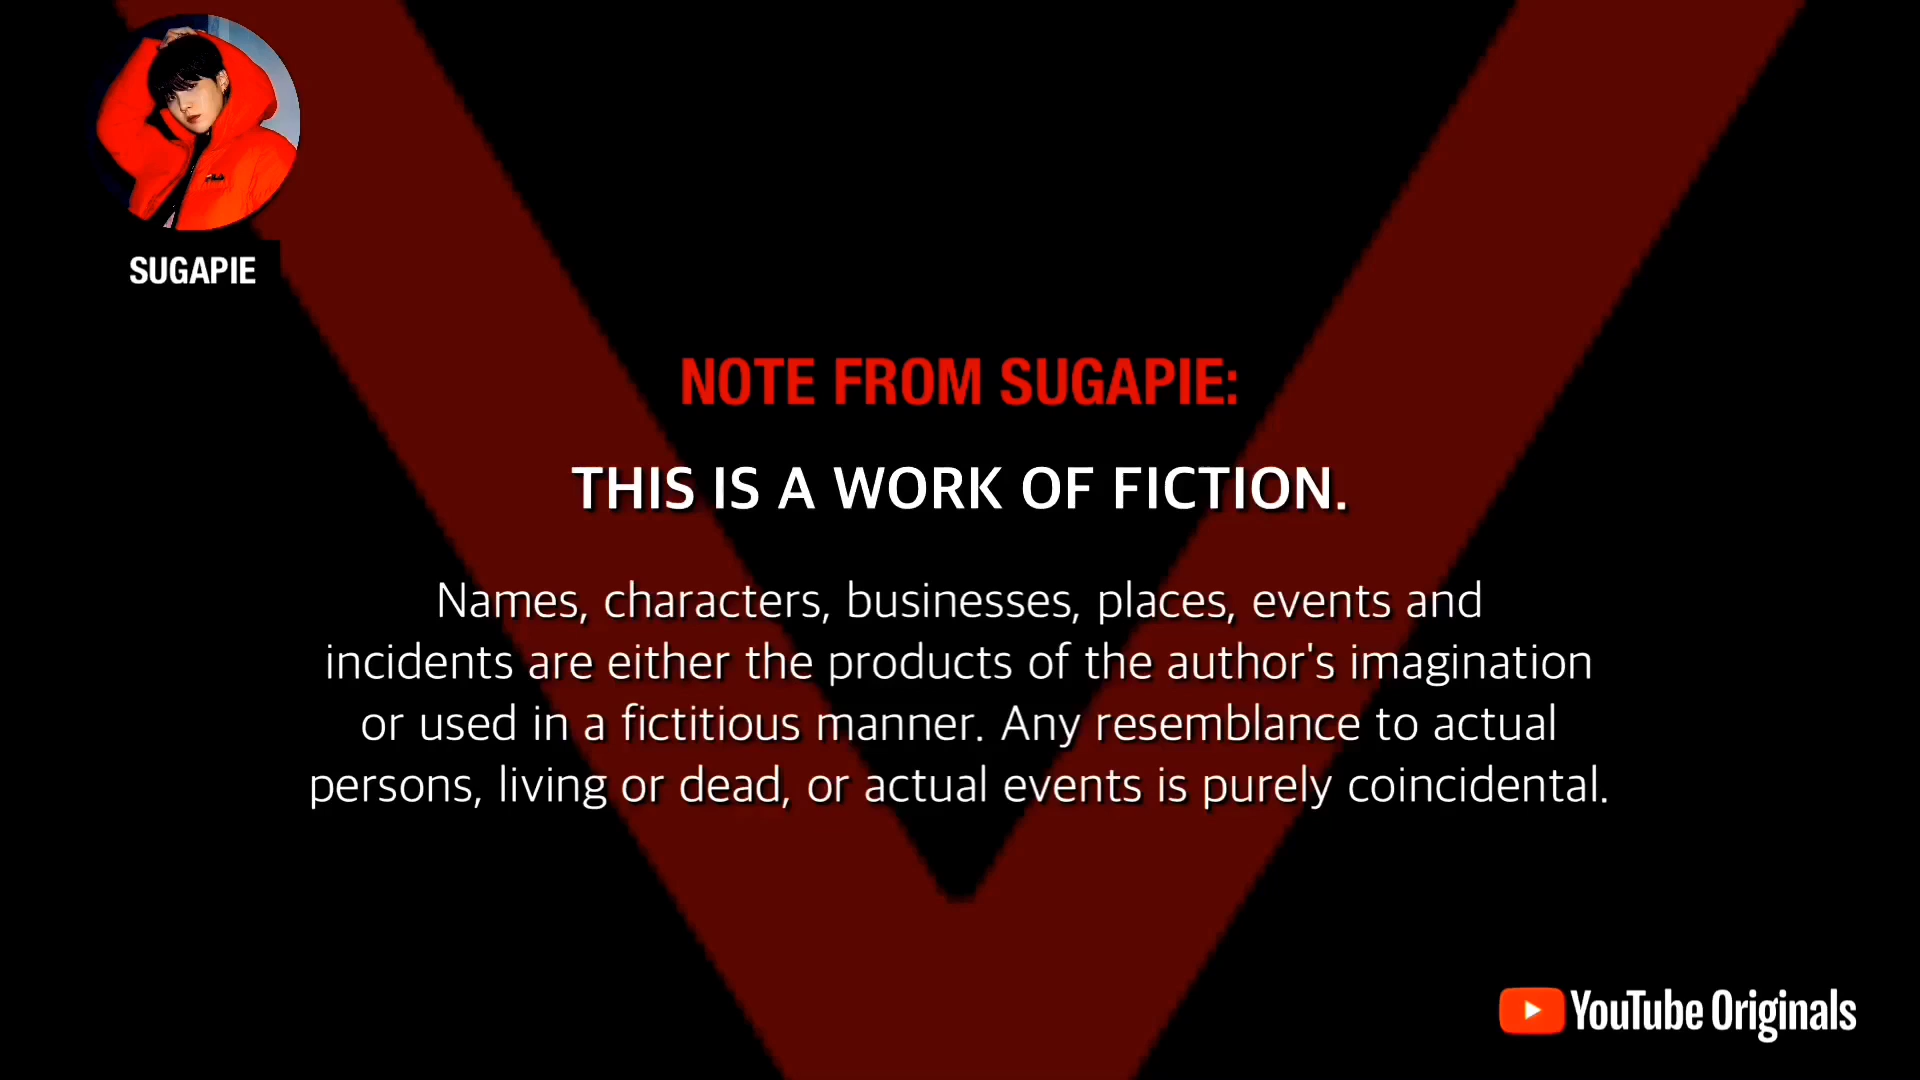 SUGAPIE
NOTE FROM SUGAPIE:
THIS IS A WORK OF FICTION.
Names, characters, businesses, places, events and
incidents are either the products of the author's imagination
or used in a fictitious manner. Any resemblance to actual
persons, living or dead, or actual events is purely coincidental.
YouTube Originals